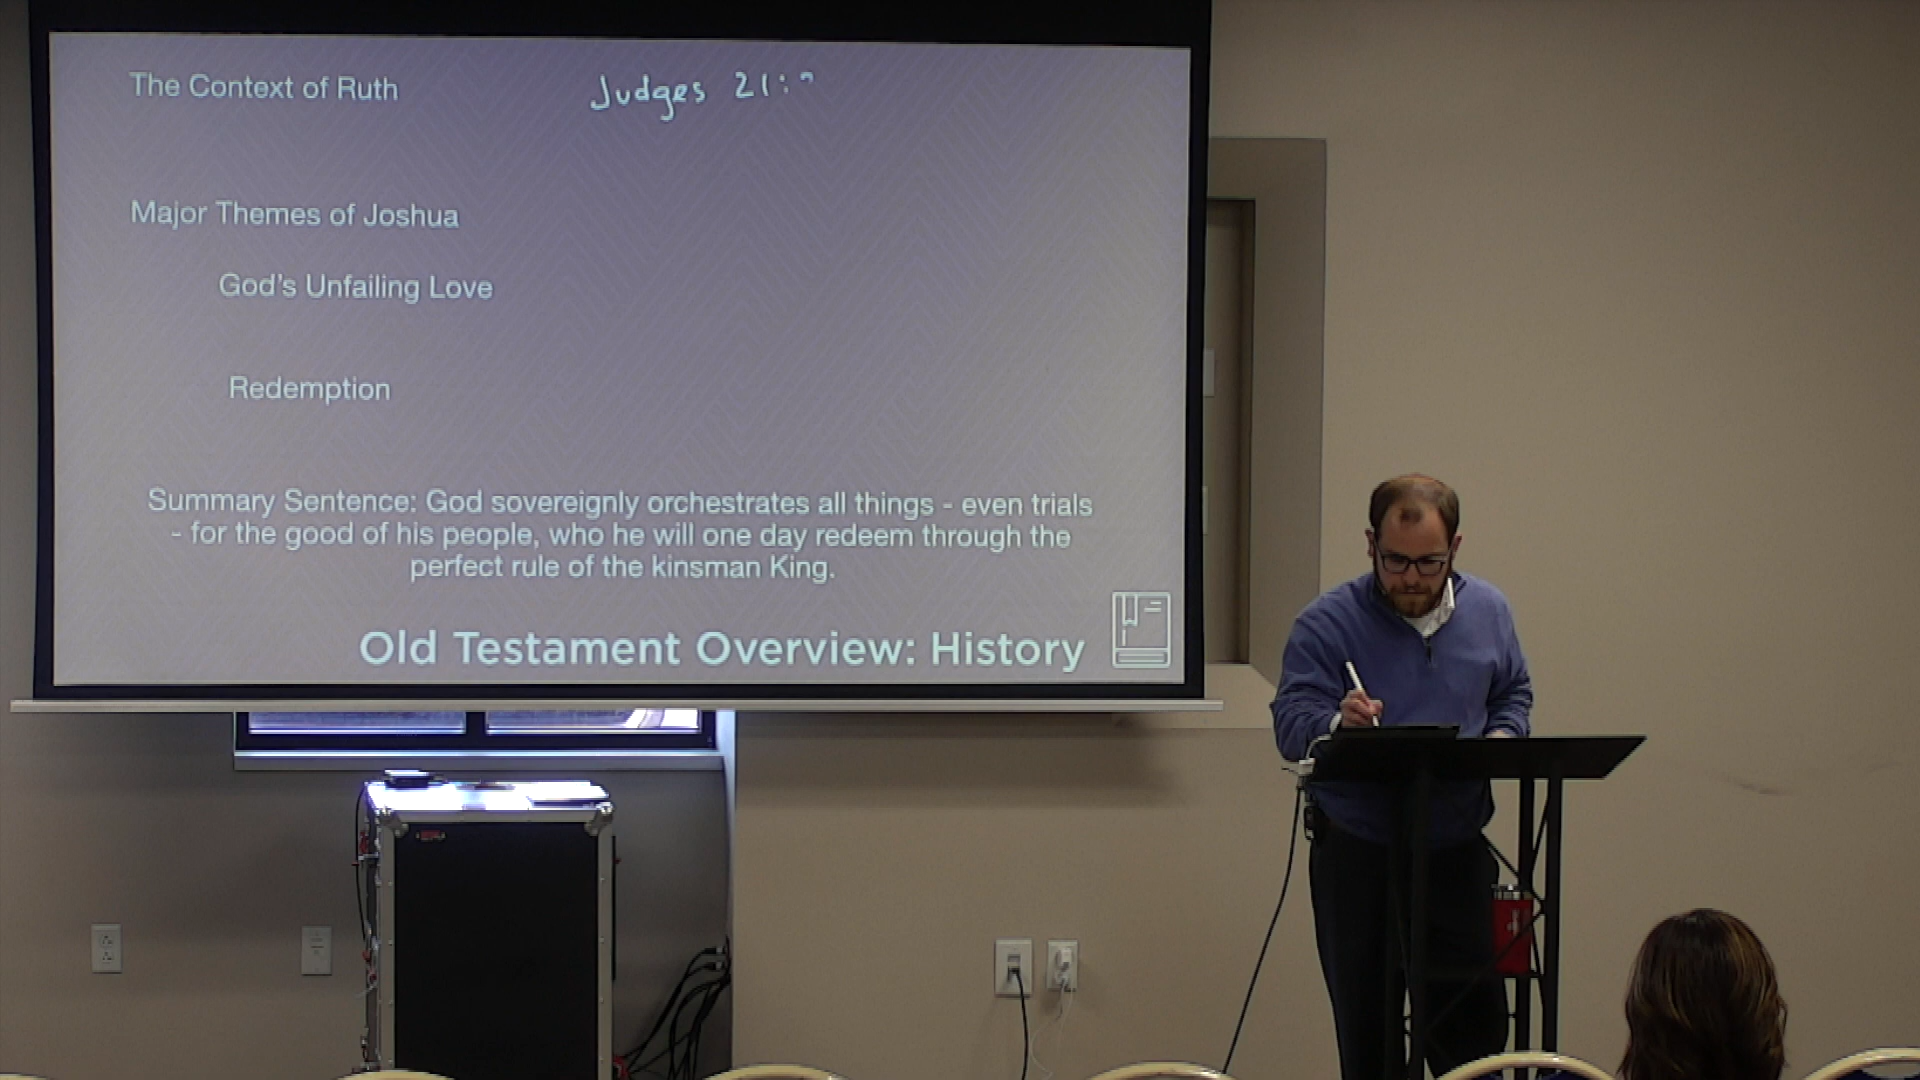 The Context of Ruth
Judges 21:
Major Themes of Joshua
God's Unfailing Love
Redemption
Summary Sentence: God sovereignly orchestrates all things - even trials
- for the good of his people, who he will one day redeem through the
perfect rule of the kinsman King.
Old Testament Overview: History